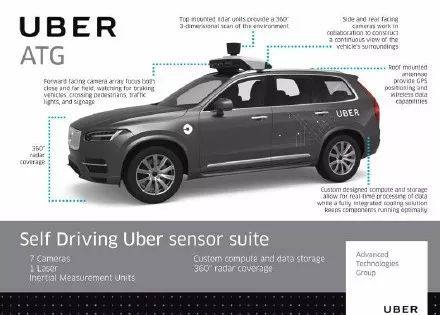 UBER
ATG
Top mounted lidar units provide a 360°
3-dimensional scan of the environment
Side and rear facing
cameras work in
collaboration to construct
a continuous view of the
vehicle's surroundings
Roof mounted
antennae
provide GPS
positioning and
wireless data
capabilities
Forward facing camera array focus both
close and far field, watching for braking
vehicles, crossing pedestrians, traffic
lights, and signage
360°
radar
coverage
UBER
Custom designed compute and storage
allow for real-time processing of data
while a fully integrated cooling solution
keeps components running optimally
Self Driving Uber sensor suite
7 Cameras
1 Laser
Inertial Measurement Units
Custom compute and data storage
360° radar coverage
Advanced
Technologies
Group
UBER